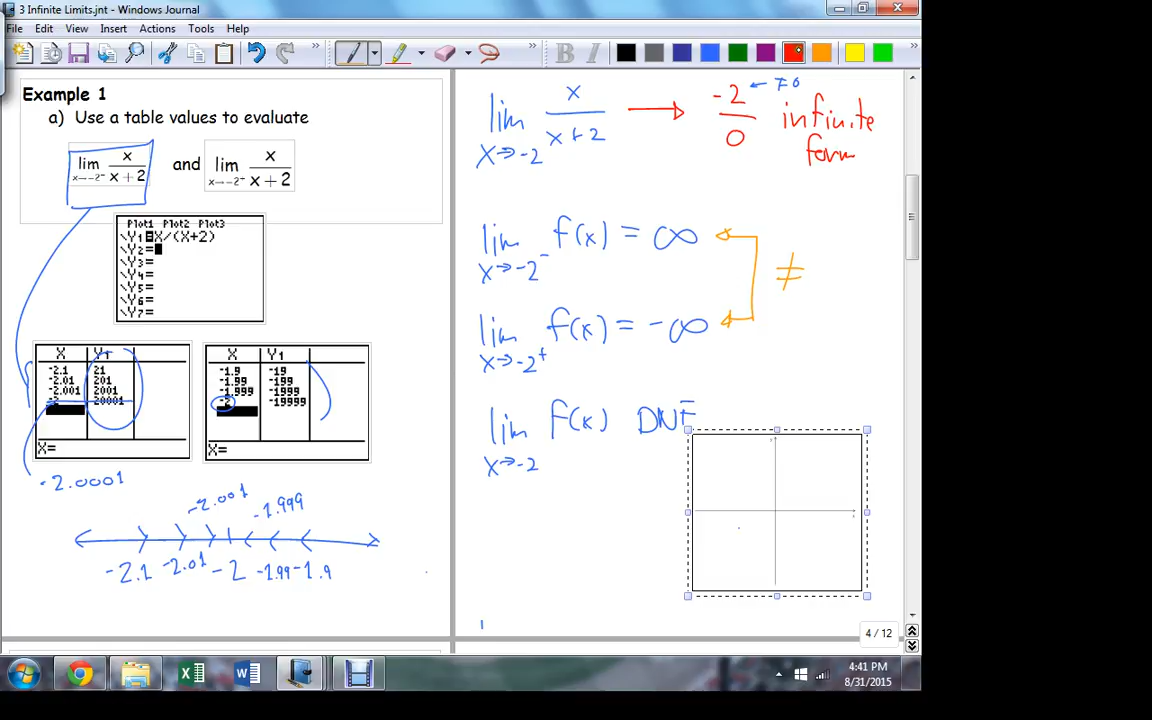 3 Infinite Limits.jnt - Windows Journal
File Edit View Insert Actions Tools Help
Example 1
a) Use a table values to evaluate
lim x→-2⁻ x/(x + 2) and lim x→-2⁺ x/(x + 2)
Plot1 Plot2 Plot3
\Y1=X/(X+2)
\Y2=
\Y3=
\Y4=
\Y5=
\Y6=
\Y7=
X Y1
-2.1 21
-2.01 201
-2.001 2001
-2 20001
X=
X Y1
-1.9 -19
-1.99 -199
-1.999 -1999
-2 -19999
X=
-2.0001
-2.001 -1.999
-2.1 -2.01 -2 -1.99 -1.9
lim x→-2 x/(x+2) → -2/0 ← ≠0 infinite form
lim x→-2⁻ f(x) = ∞
≠
lim x→-2⁺ f(x) = -∞
lim x→-2 f(x) DNE
4 / 12
4:41 PM
8/31/2015